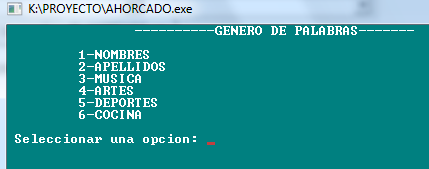 K:\PROYECTO\AHORCADO.exe
----------GENERO DE PALABRAS-------
1-NOMBRES
2-APELLIDOS
3-MUSICA
4-ARTES
5-DEPORTES
6-COCINA
Seleccionar una opcion: _